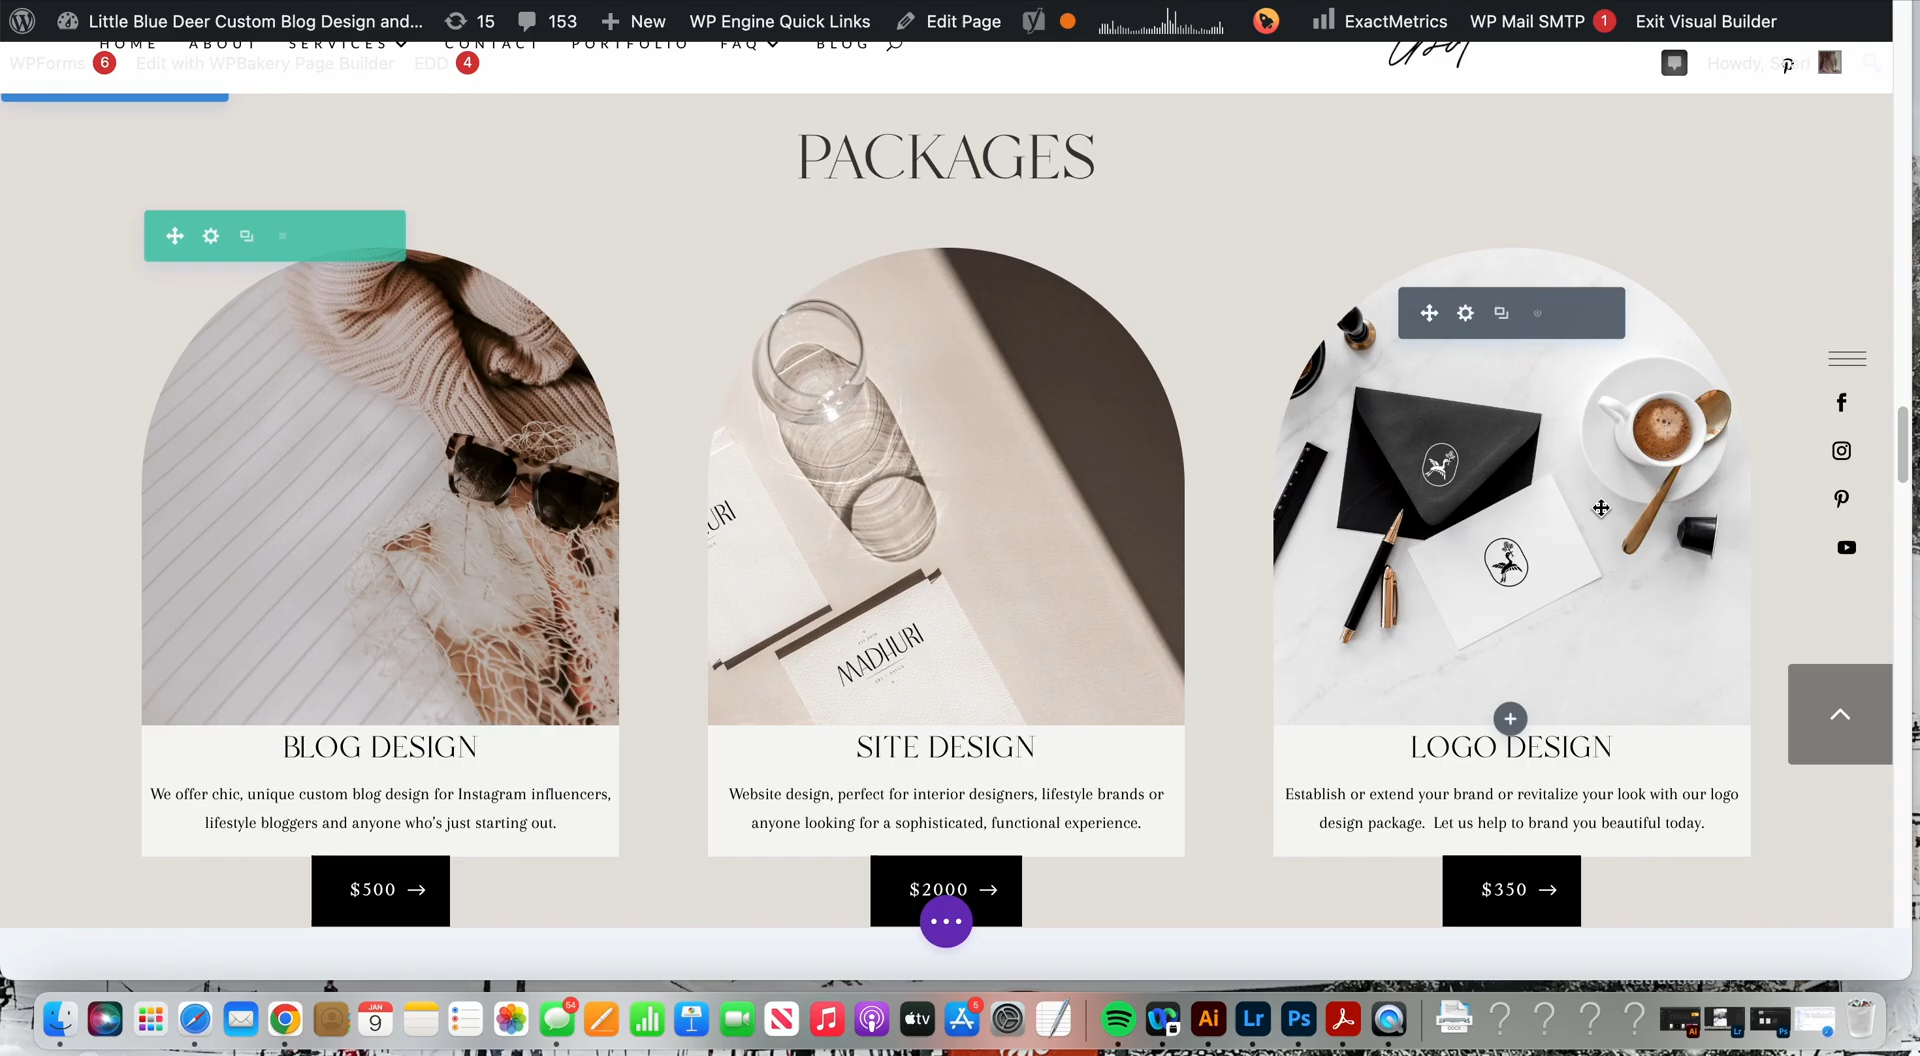 Little Blue Deer Custom Blog Design and... 15 153 New WP Engine Quick Links Edit Page ExactMetrics WP Mail SMTP 1 Exit Visual Builder
HOME ABOUT SERVICES CONTACT PORTFOLIO FAQ BLOG
WPForms 6 Edit with WPBakery Page Builder EDD 4
PACKAGES
MADHURI
BLOG DESIGN
We offer chic, unique custom blog design for Instagram influencers,
lifestyle bloggers and anyone who's just starting out.
$500 →
SITE DESIGN
Website design, perfect for interior designers, lifestyle brands or
anyone looking for a sophisticated, functional experience.
$2000 →
LOGO DESIGN
Establish or extend your brand or revitalize your look with our logo
design package. Let us help to brand you beautiful today.
$350 →
JAN
9
54
tv
5
Ai
Lr
Ps
DOCX